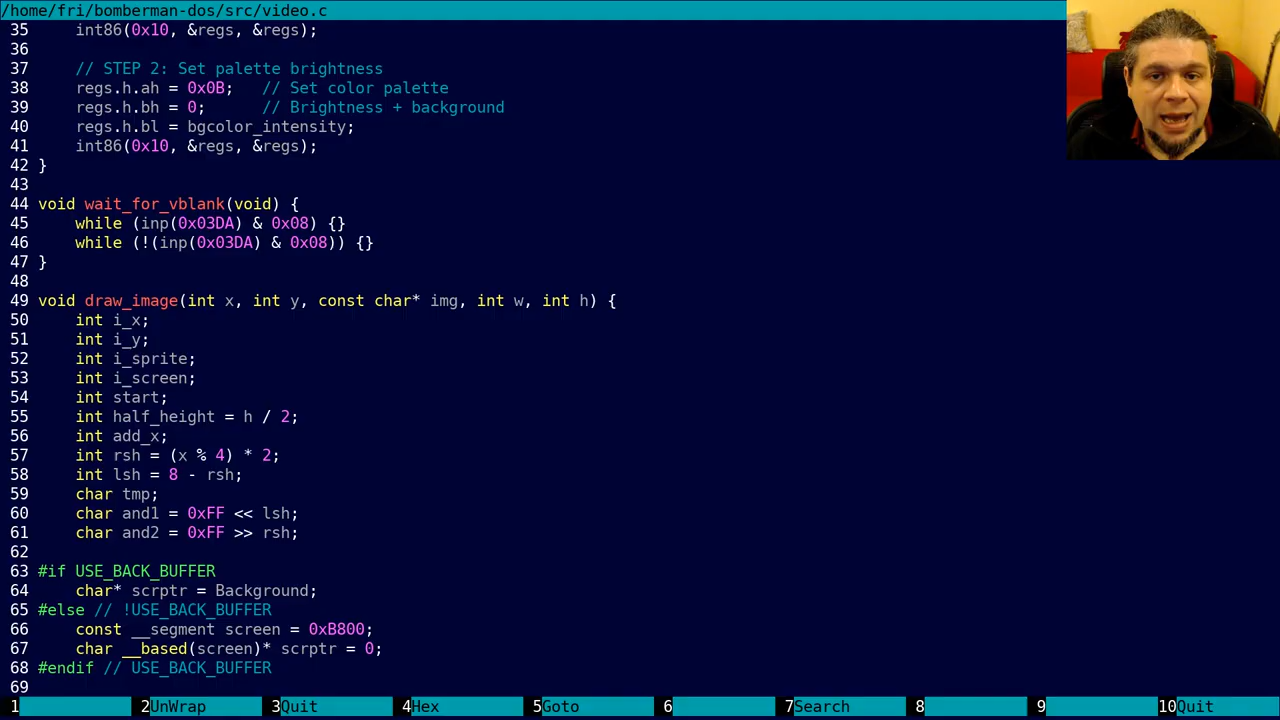 /home/fri/bomberman-dos/src/video.c
35     int86(0x10, &regs, &regs);
36
37     // STEP 2: Set palette brightness
38     regs.h.ah = 0x0B;   // Set color palette
39     regs.h.bh = 0;      // Brightness + background
40     regs.h.bl = bgcolor_intensity;
41     int86(0x10, &regs, &regs);
42 }
43
44 void wait_for_vblank(void) {
45     while (inp(0x03DA) & 0x08) {}
46     while (!(inp(0x03DA) & 0x08)) {}
47 }
48
49 void draw_image(int x, int y, const char* img, int w, int h) {
50     int i_x;
51     int i_y;
52     int i_sprite;
53     int i_screen;
54     int start;
55     int half_height = h / 2;
56     int add_x;
57     int rsh = (x % 4) * 2;
58     int lsh = 8 - rsh;
59     char tmp;
60     char and1 = 0xFF << lsh;
61     char and2 = 0xFF >> rsh;
62
63 #if USE_BACK_BUFFER
64     char* scrptr = Background;
65 #else // !USE_BACK_BUFFER
66     const __segment screen = 0xB800;
67     char __based(screen)* scrptr = 0;
68 #endif // USE_BACK_BUFFER
69
1 2UnWrap 3Quit 4Hex 5Goto 6 7Search 8 9 10Quit